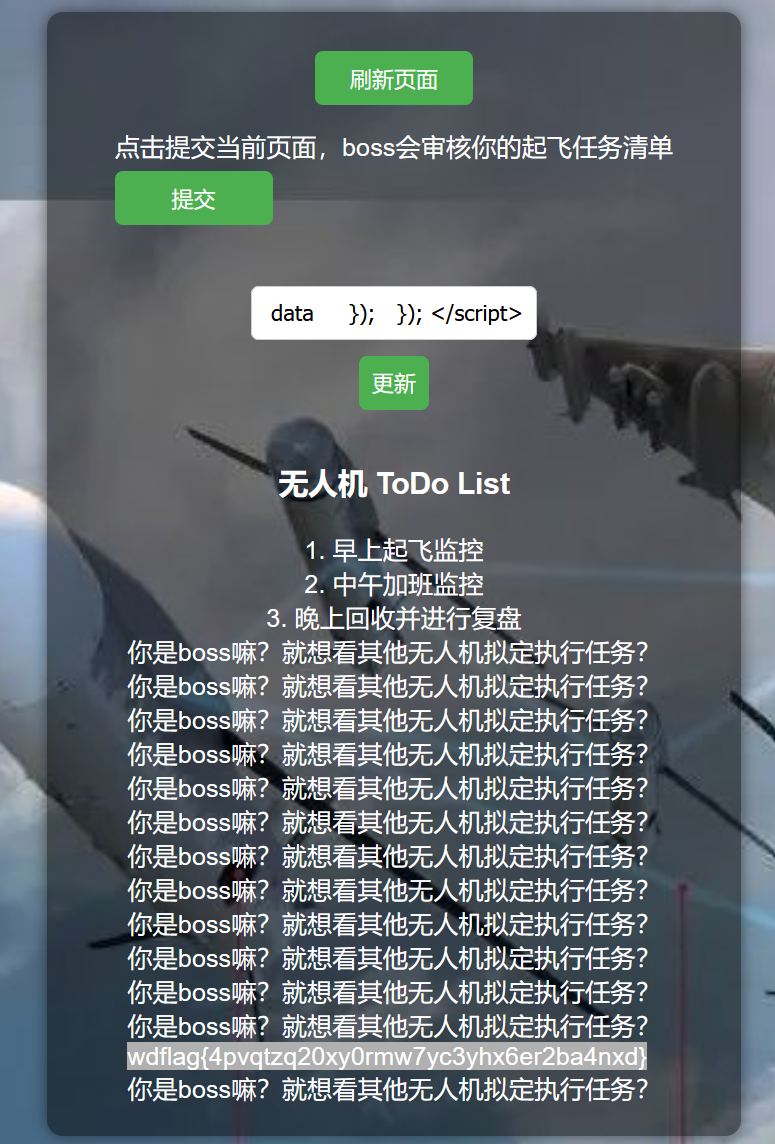 刷新页面
点击提交当前页面，boss会审核你的起飞任务清单
提交
data }); }); </script>
更新
无人机 ToDo List
1. 早上起飞监控
2. 中午加班监控
3. 晚上回收并进行复盘
你是boss嘛？就想看其他无人机拟定执行任务？
你是boss嘛？就想看其他无人机拟定执行任务？
你是boss嘛？就想看其他无人机拟定执行任务？
你是boss嘛？就想看其他无人机拟定执行任务？
你是boss嘛？就想看其他无人机拟定执行任务？
你是boss嘛？就想看其他无人机拟定执行任务？
你是boss嘛？就想看其他无人机拟定执行任务？
你是boss嘛？就想看其他无人机拟定执行任务？
你是boss嘛？就想看其他无人机拟定执行任务？
你是boss嘛？就想看其他无人机拟定执行任务？
你是boss嘛？就想看其他无人机拟定执行任务？
你是boss嘛？就想看其他无人机拟定执行任务？
wdflag{4pvqtzq20xy0rmw7yc3yhx6er2ba4nxd}
你是boss嘛？就想看其他无人机拟定执行任务？